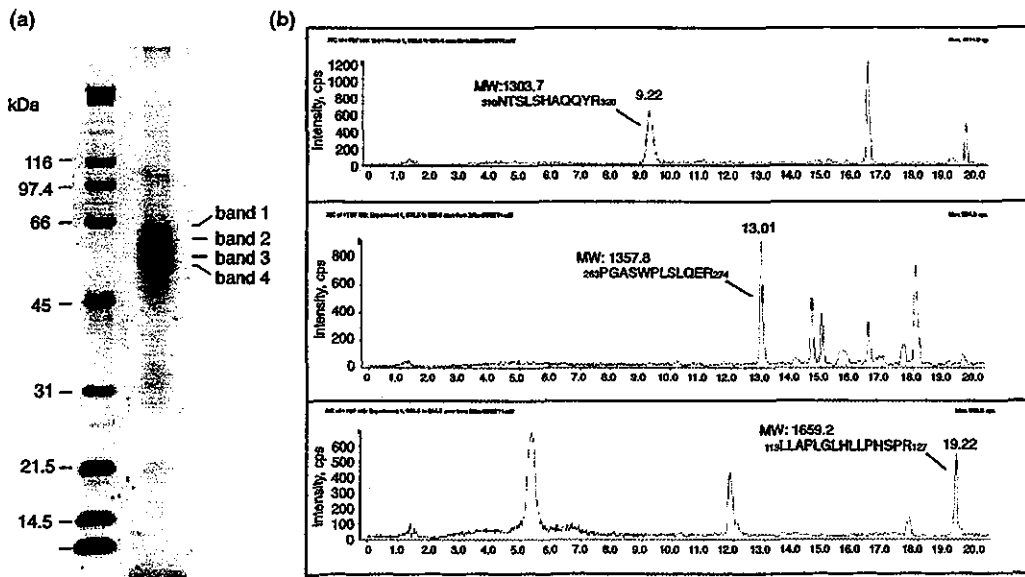 (a)
kDa
116
97.4
66
45
31
21.5
14.5
band 1
band 2
band 3
band 4
(b)
Intensity, cps
1200
1000
800
600
400
200
0
MW:1303.7
310NTSLSHAQQYR320
9.22
0 1.0 2.0 3.0 4.0 5.0 6.0 7.0 8.0 9.0 10.0 11.0 12.0 13.0 14.0 15.0 16.0 17.0 18.0 19.0 20.0
Intensity, cps
800
600
400
200
0
13.01
MW: 1357.8
263PGASWPLSLQER274
0 1.0 2.0 3.0 4.0 5.0 6.0 7.0 8.0 9.0 10.0 11.0 12.0 13.0 14.0 15.0 16.0 17.0 18.0 19.0 20.0
Intensity, cps
600
500
400
300
200
100
0
MW: 1659.2
113LLAPLGLHLLPHSPR127
19.22
0 1.0 2.0 3.0 4.0 5.0 6.0 7.0 8.0 9.0 10.0 11.0 12.0 13.0 14.0 15.0 16.0 17.0 18.0 19.0 20.0